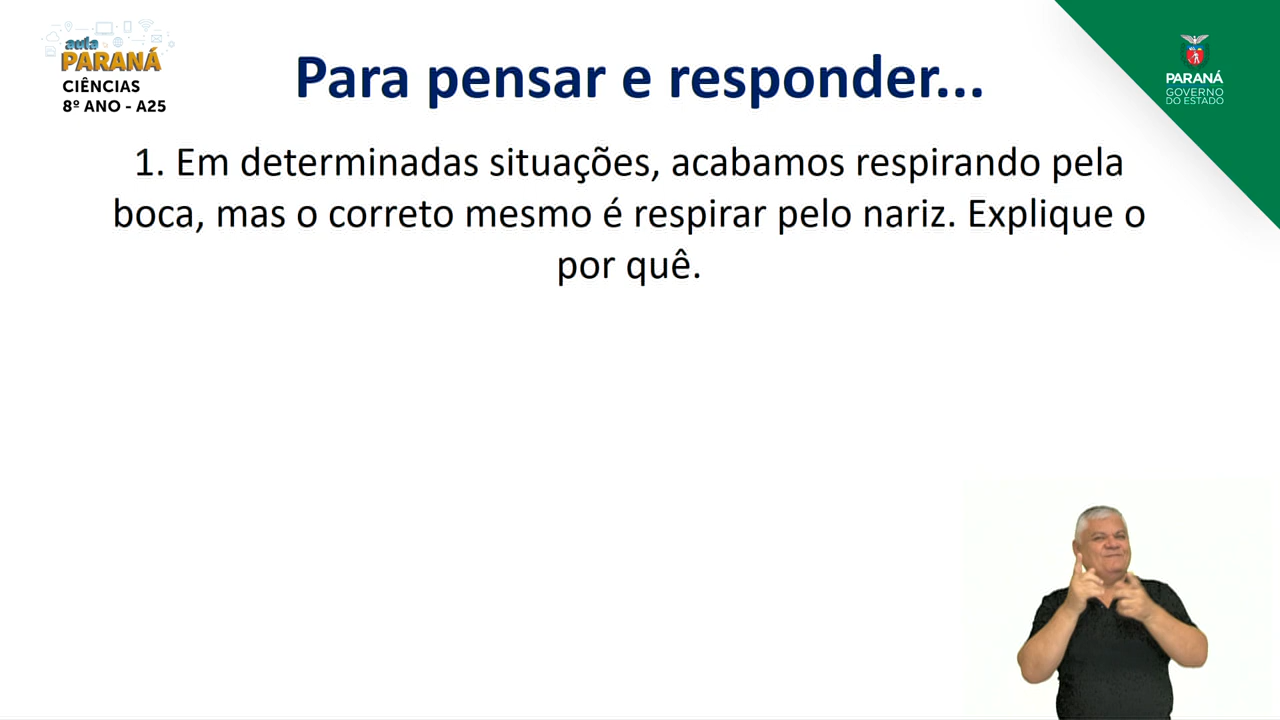 aula
PARANÁ
CIÊNCIAS
8º ANO - A25
Para pensar e responder...
PARANÁ
GOVERNO
DO ESTADO
1. Em determinadas situações, acabamos respirando pela
boca, mas o correto mesmo é respirar pelo nariz. Explique o
por quê.